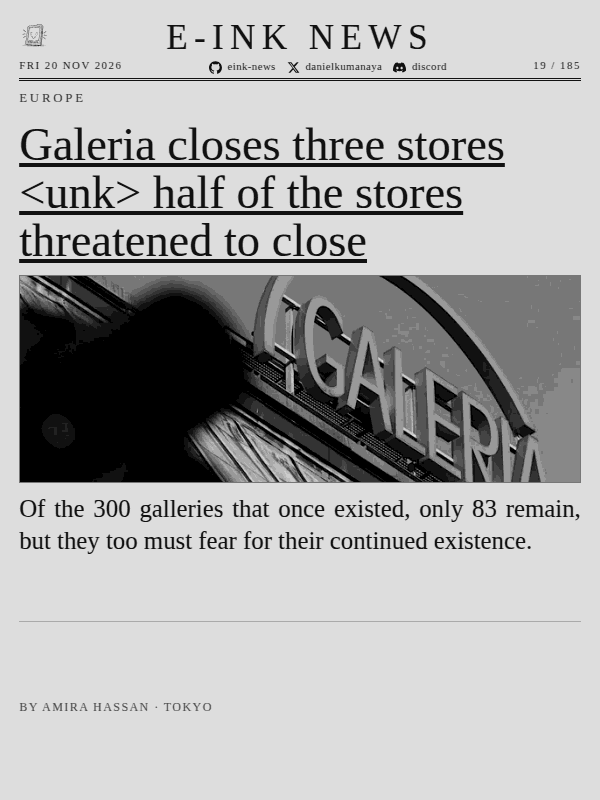 E-INK NEWS
FRI 20 NOV 2026
eink-news danielkumanaya discord
19 / 185
EUROPE
Galeria closes three stores
<unk> half of the stores
threatened to close
GALERIA
Of the 300 galleries that once existed, only 83 remain,
but they too must fear for their continued existence.
BY AMIRA HASSAN · TOKYO